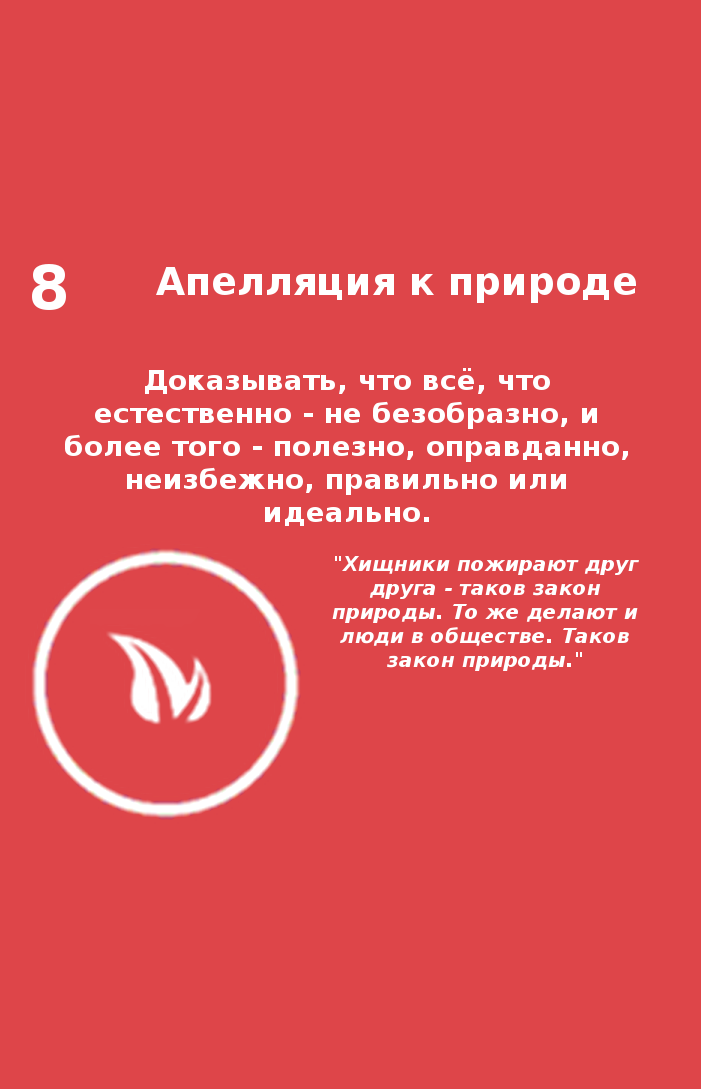 8
Апелляция к природе
Доказывать, что всё, что
естественно - не безобразно, и
более того - полезно, оправданно,
неизбежно, правильно или
идеально.
"Хищники пожирают друг
друга - таков закон
природы. То же делают и
люди в обществе. Таков
закон природы."